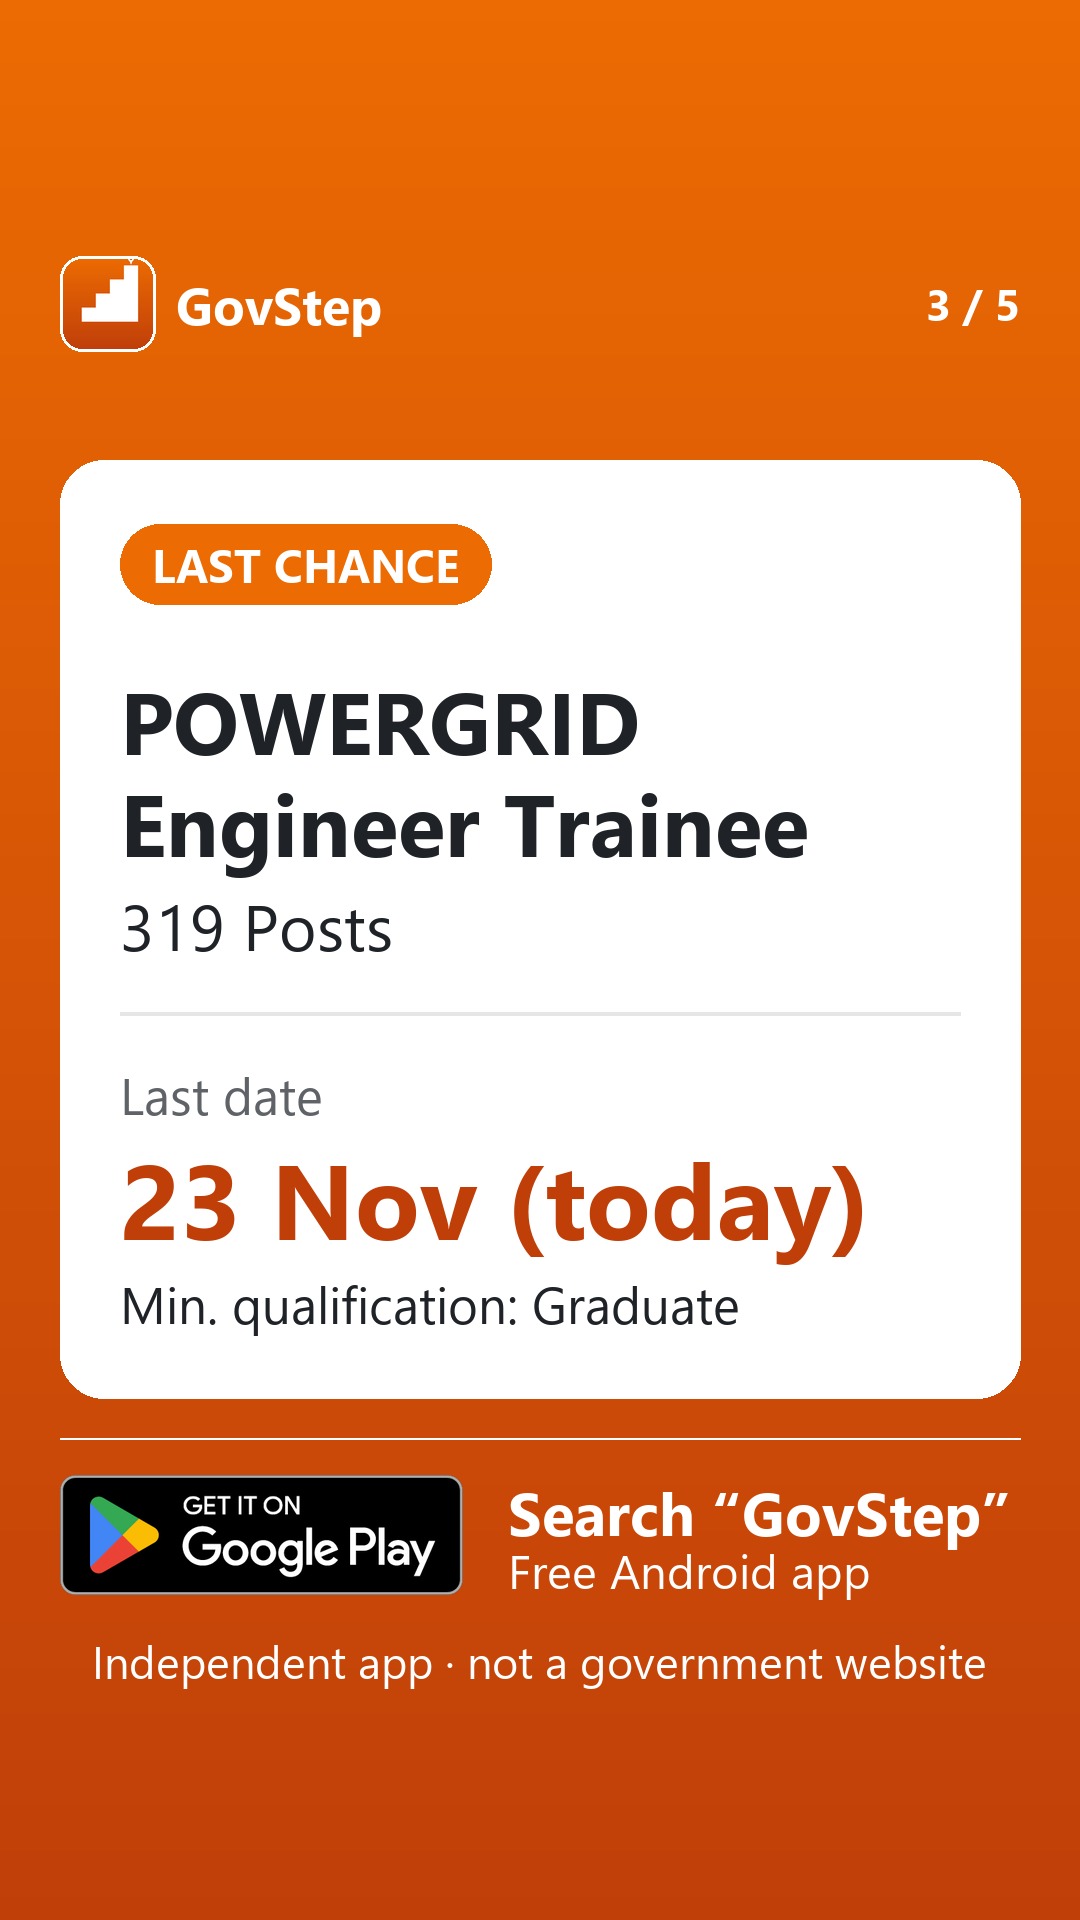 GovStep
3 / 5
LAST CHANCE
POWERGRID
Engineer Trainee
319 Posts
Last date
23 Nov (today)
Min. qualification: Graduate
GET IT ON
Google Play
Search “GovStep”
Free Android app
Independent app · not a government website